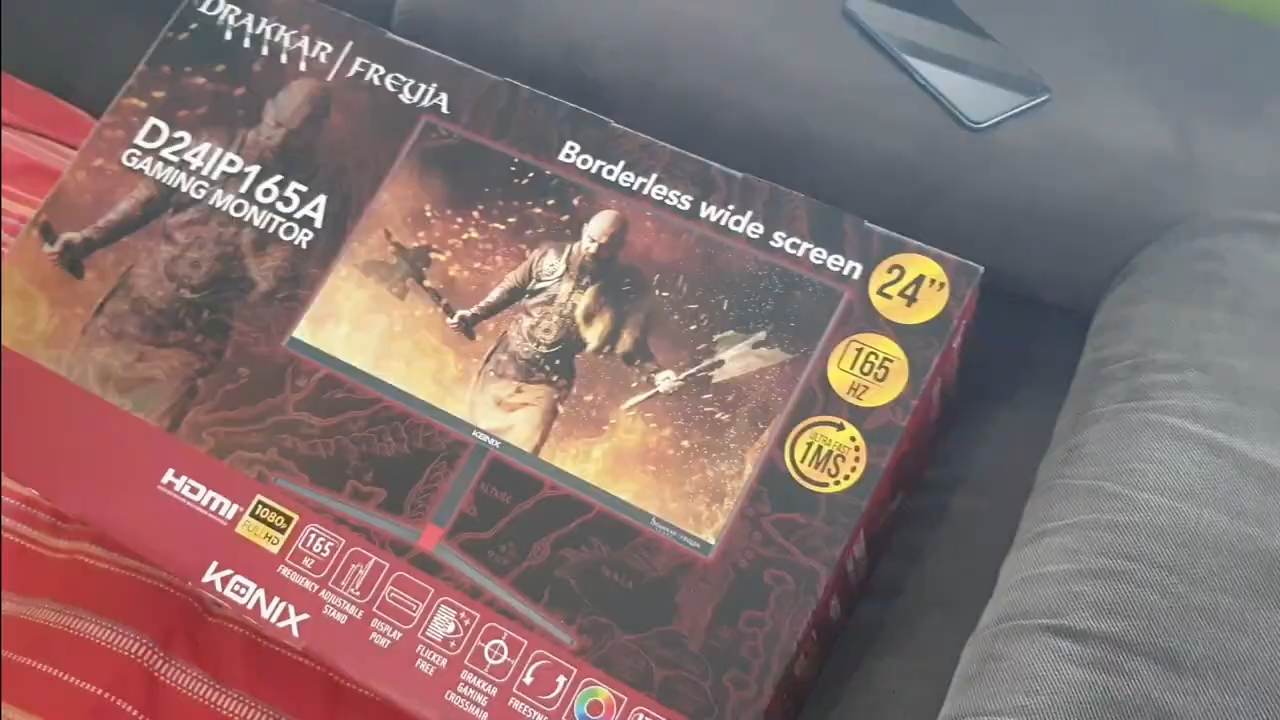 DRAKKAR | FREYJA
D24IP165A
GAMING MONITOR
Borderless wide screen
24”
165
HZ
ULTRA FAST
1MS
KONIX
HDMI
1080p
FULL HD
165
HZ
FREQUENCY
ADJUSTABLE
STAND
DISPLAY
PORT
FLICKER
FREE
DRAKKAR
GAMING
CROSSHAIR
FREESYNC
KONIX